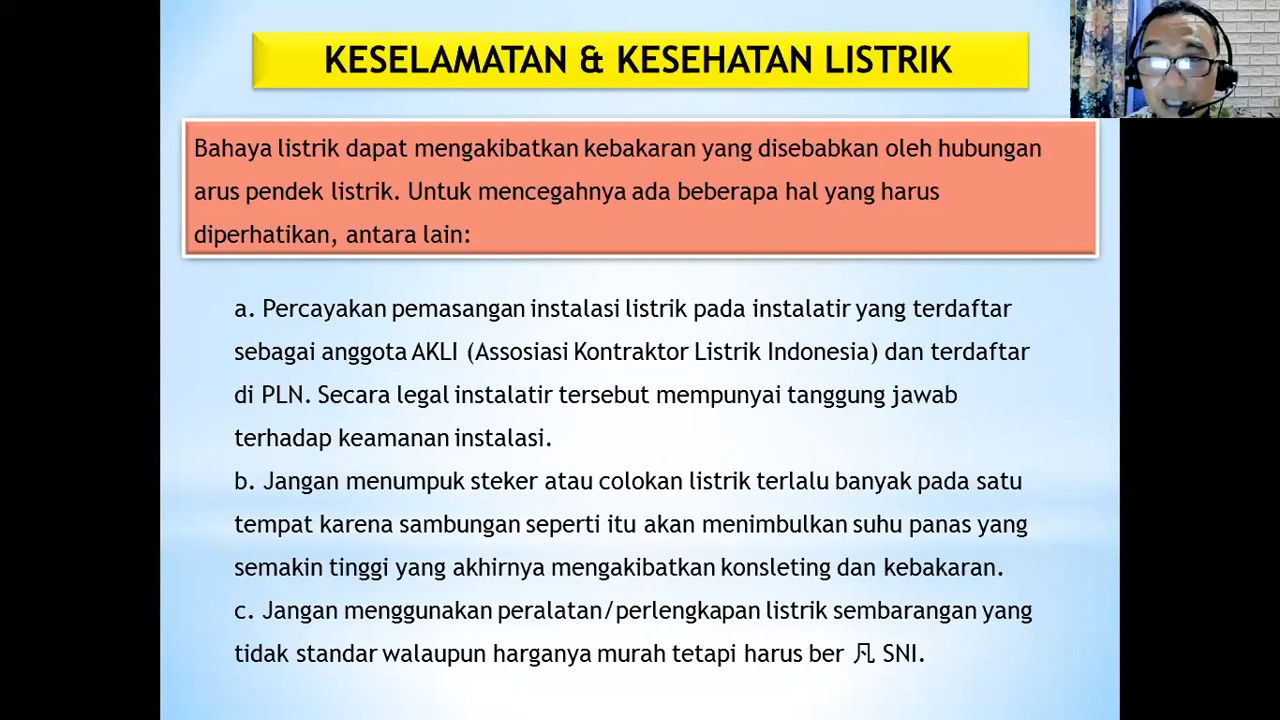 KESELAMATAN & KESEHATAN LISTRIK
Bahaya listrik dapat mengakibatkan kebakaran yang disebabkan oleh hubungan
arus pendek listrik. Untuk mencegahnya ada beberapa hal yang harus
diperhatikan, antara lain:
a. Percayakan pemasangan instalasi listrik pada instalatir yang terdaftar
sebagai anggota AKLI (Assosiasi Kontraktor Listrik Indonesia) dan terdaftar
di PLN. Secara legal instalatir tersebut mempunyai tanggung jawab
terhadap keamanan instalasi.
b. Jangan menumpuk steker atau colokan listrik terlalu banyak pada satu
tempat karena sambungan seperti itu akan menimbulkan suhu panas yang
semakin tinggi yang akhirnya mengakibatkan konsleting dan kebakaran.
c. Jangan menggunakan peralatan/perlengkapan listrik sembarangan yang
tidak standar walaupun harganya murah tetapi harus ber 凡 SNI.